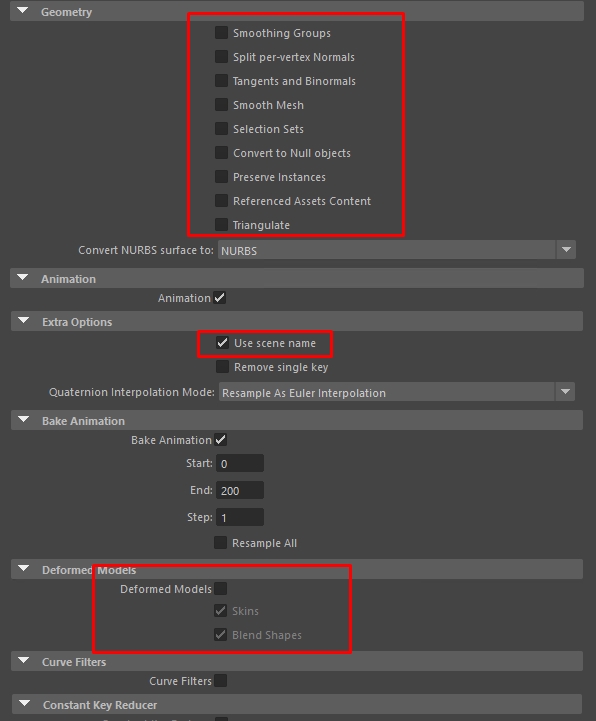 Geometry
Smoothing Groups
Split per-vertex Normals
Tangents and Binormals
Smooth Mesh
Selection Sets
Convert to Null objects
Preserve Instances
Referenced Assets Content
Triangulate
Convert NURBS surface to: NURBS
Animation
Animation
Extra Options
Use scene name
Remove single key
Quaternion Interpolation Mode: Resample As Euler Interpolation
Bake Animation
Bake Animation
Start: 0
End: 200
Step: 1
Resample All
Deformed Models
Deformed Models
Skins
Blend Shapes
Curve Filters
Curve Filters
Constant Key Reducer